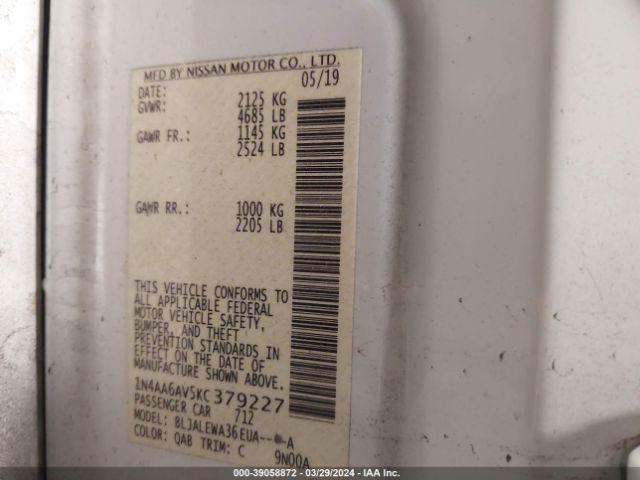 MFD BY NISSAN MOTOR CO., LTD.
DATE: 05/19
GVWR: 2125 KG
4685 LB
GAWR FR.: 1145 KG
2524 LB
GAWR RR.: 1000 KG
2205 LB
THIS VEHICLE CONFORMS TO
ALL APPLICABLE FEDERAL
MOTOR VEHICLE SAFETY,
BUMPER, AND THEFT
PREVENTION STANDARDS IN
EFFECT ON THE DATE OF
MANUFACTURE SHOWN ABOVE.
1N4AA6AV5KC379227
PASSENGER CAR 712
MODEL: BLJALEWA36EUA-- -A
COLOR: QAB TRIM: C 9N00A
000-39058872 - 03/29/2024 - IAA Inc.